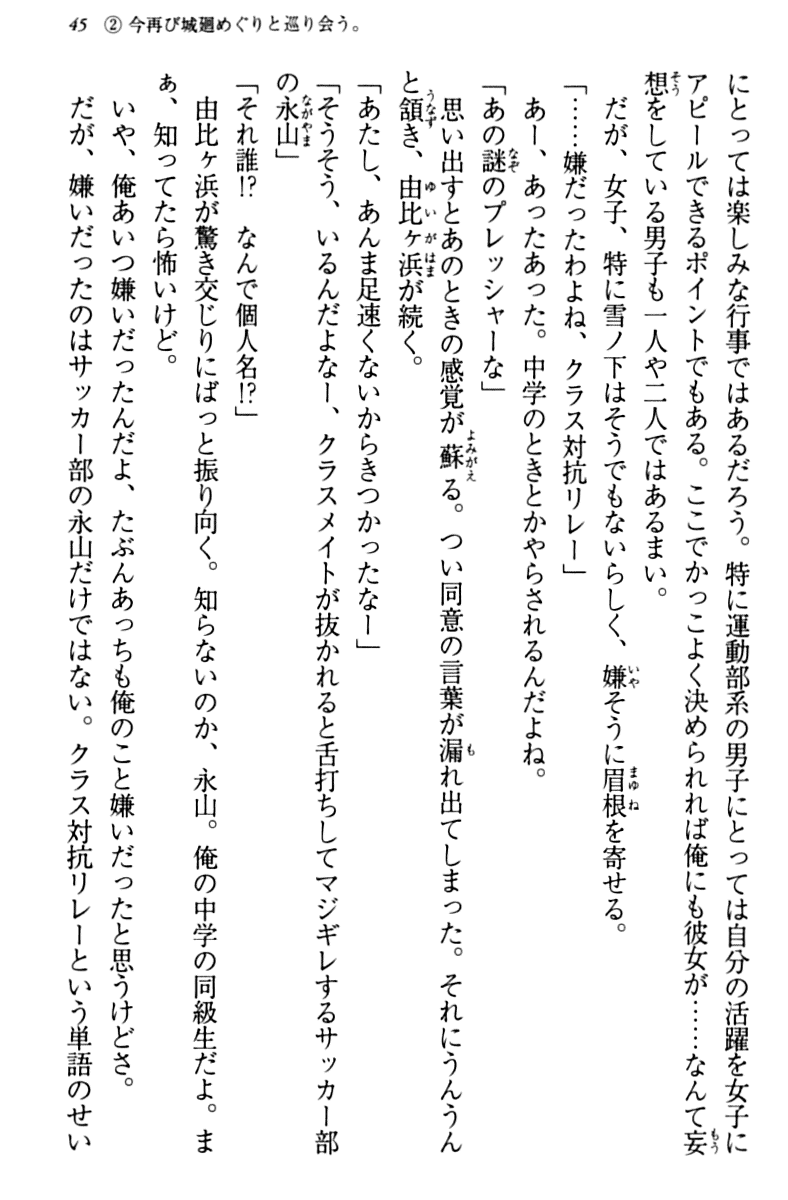 45 ② 今再び城廻めぐりと巡り会う。
にとっては楽しみな行事ではあるだろう。特に運動部系の男子にとっては自分の活躍を女子に
アピールできるポイントでもある。ここでかっこよく決められれば俺にも彼女が……なんて妄
想をしている男子も一人や二人ではあるまい。
だが、女子、特に雪ノ下はそうでもないらしく、嫌そうに眉根を寄せる。
「……嫌だったわよね、クラス対抗リレー」
あー、あったあった。中学のときとかやらされるんだよね。
「あの謎のプレッシャーな」
思い出すとあのときの感覚が蘇る。つい同意の言葉が漏れ出てしまった。それにうんうん
と頷き、由比ヶ浜が続く。
「あたし、あんま足速くないからきつかったなー」
「そうそう、いるんだよなー、クラスメイトが抜かれると舌打ちしてマジギレするサッカー部
の永山」
「それ誰!? なんで個人名!?」
由比ヶ浜が驚き交じりにばっと振り向く。知らないのか、永山。俺の中学の同級生だよ。ま
ぁ、知ってたら怖いけど。
いや、俺あいつ嫌いだったんだよ、たぶんあっちも俺のこと嫌いだったと思うけどさ。
だが、嫌いだったのはサッカー部の永山だけではない。クラス対抗リレーという単語のせい